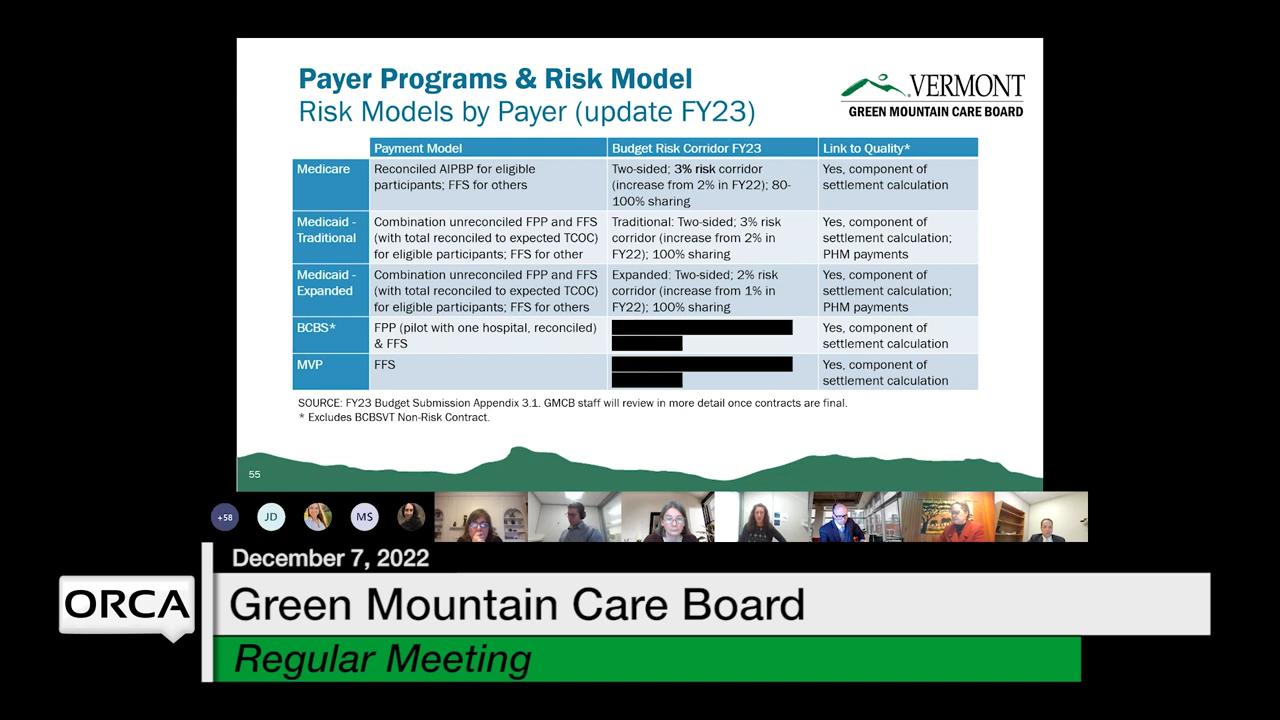 Payer Programs & Risk Model
Risk Models by Payer (update FY23)
VERMONT
GREEN MOUNTAIN CARE BOARD
Payment Model
Budget Risk Corridor FY23
Link to Quality*
Medicare
Reconciled AIPBP for eligible
participants; FFS for others
Two-sided; 3% risk corridor
(increase from 2% in FY22); 80-
100% sharing
Yes, component of
settlement calculation
Medicaid -
Traditional
Combination unreconciled FPP and FFS
(with total reconciled to expected TCOC)
for eligible participants; FFS for other
Traditional: Two-sided; 3% risk
corridor (increase from 2% in
FY22); 100% sharing
Yes, component of
settlement calculation;
PHM payments
Medicaid -
Expanded
Combination unreconciled FPP and FFS
(with total reconciled to expected TCOC)
for eligible participants; FFS for others
Expanded: Two-sided; 2% risk
corridor (increase from 1% in
FY22); 100% sharing
Yes, component of
settlement calculation;
PHM payments
BCBS*
FPP (pilot with one hospital, reconciled)
& FFS
Yes, component of
settlement calculation
MVP
FFS
Yes, component of
settlement calculation
SOURCE: FY23 Budget Submission Appendix 3.1. GMCB staff will review in more detail once contracts are final.
* Excludes BCBSVT Non-Risk Contract.
55
+58
JD
MS
December 7, 2022
ORCA
Green Mountain Care Board
Regular Meeting